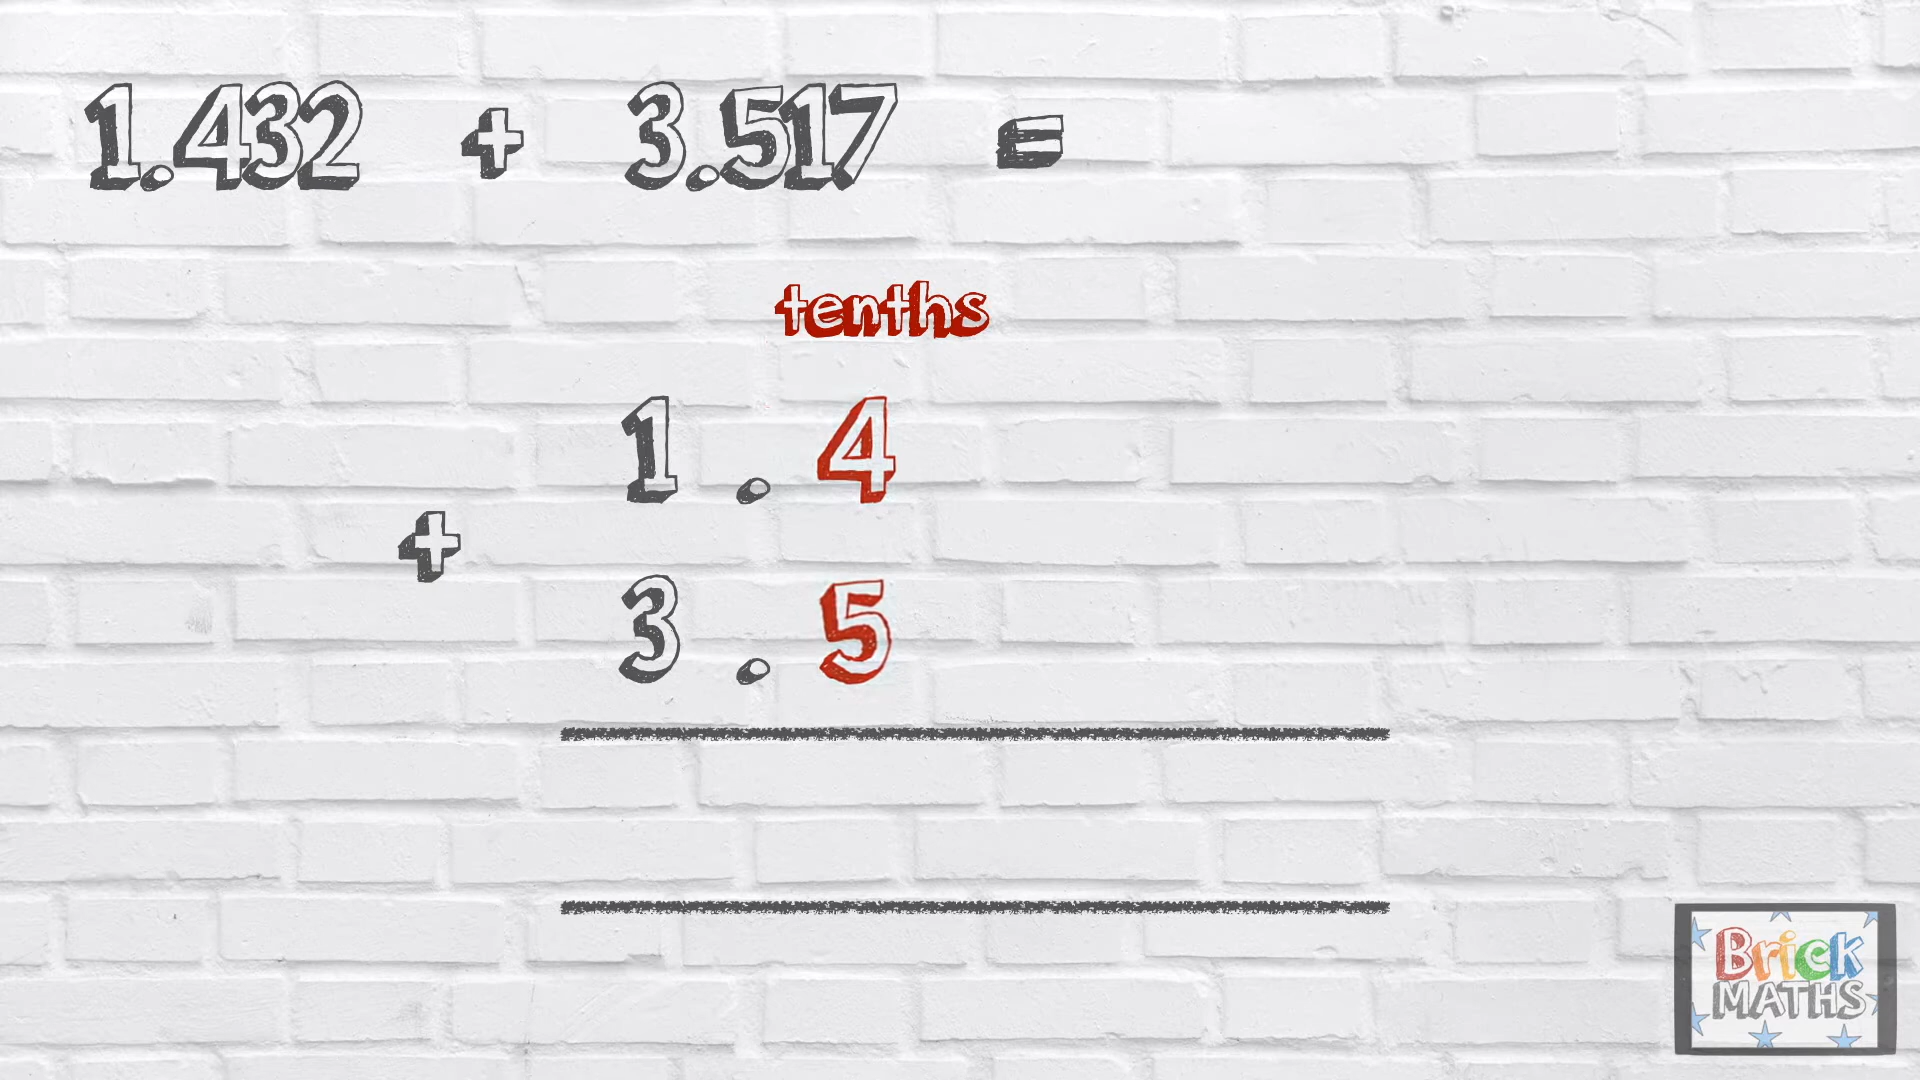 1.432 + 3.517 =
tenths
1 . 4
+
3 . 5
Brick
MATHS